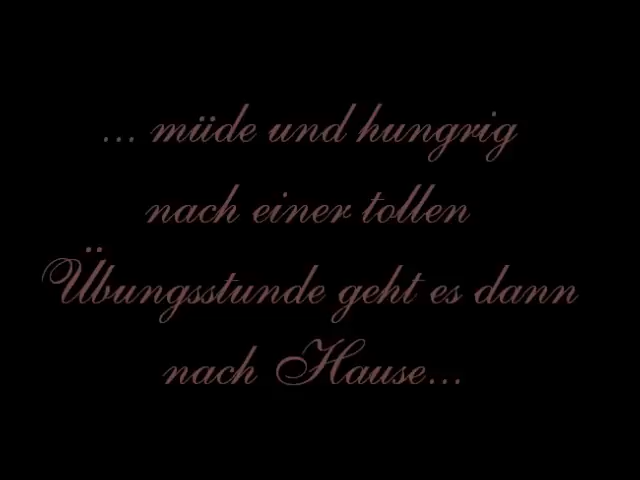 ... müde und hungrig
nach einer tollen
Übungsstunde geht es dann
nach Hause...